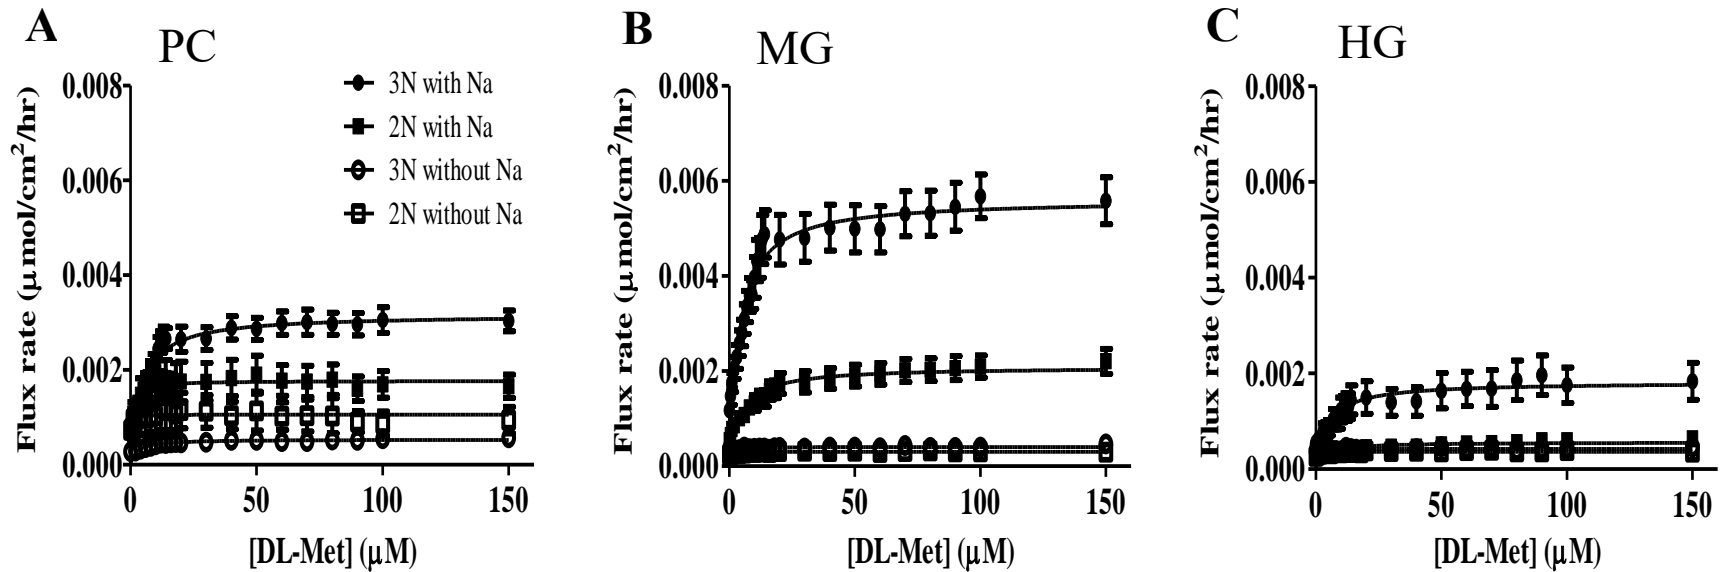 A PC
0.008
0.006
0.004
0.002
0.000
Flux rate (μmol/cm²/hr)
3N with Na
2N with Na
3N without Na
2N without Na
0 50 100 150
[DL-Met] (μM)
B MG
0.008
0.006
0.004
0.002
0.000
Flux rate (μmol/cm²/hr)
0 50 100 150
[DL-Met] (μM)
C HG
0.008
0.006
0.004
0.002
0.000
Flux rate (μmol/cm²/hr)
0 50 100 150
[DL-Met] (μM)